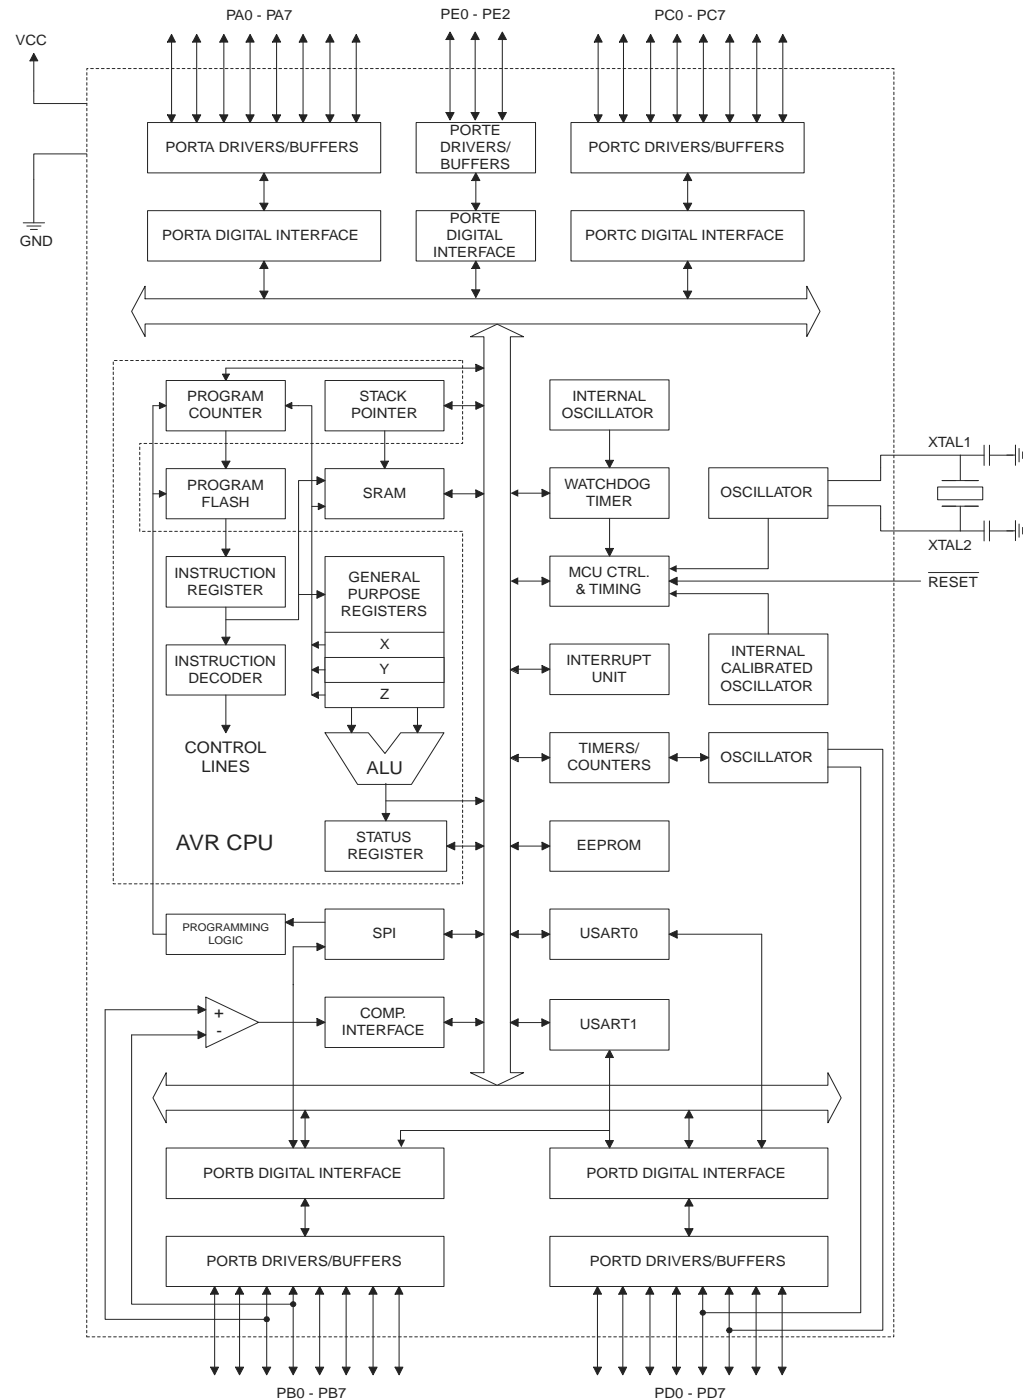 PA0 - PA7
PE0 - PE2
PC0 - PC7
VCC
PORTA DRIVERS/BUFFERS
PORTE
DRIVERS/
BUFFERS
PORTC DRIVERS/BUFFERS
GND
PORTA DIGITAL INTERFACE
PORTE
DIGITAL
INTERFACE
PORTC DIGITAL INTERFACE
PROGRAM
COUNTER
STACK
POINTER
INTERNAL
OSCILLATOR
XTAL1
PROGRAM
FLASH
SRAM
WATCHDOG
TIMER
OSCILLATOR
XTAL2
INSTRUCTION
REGISTER
GENERAL
PURPOSE
REGISTERS
MCU CTRL.
& TIMING
RESET
X
Y
Z
INSTRUCTION
DECODER
INTERRUPT
UNIT
INTERNAL
CALIBRATED
OSCILLATOR
CONTROL
LINES
ALU
TIMERS/
COUNTERS
OSCILLATOR
AVR CPU
STATUS
REGISTER
EEPROM
PROGRAMMING
LOGIC
SPI
USART0
+
-
COMP.
INTERFACE
USART1
PORTB DIGITAL INTERFACE
PORTD DIGITAL INTERFACE
PORTB DRIVERS/BUFFERS
PORTD DRIVERS/BUFFERS
PB0 - PB7
PD0 - PD7